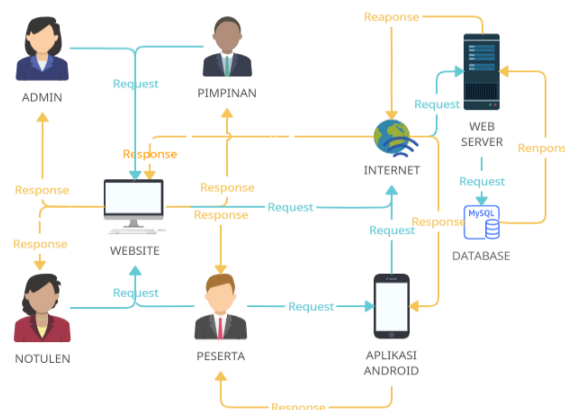 Reaponse
Request
ADMIN
PIMPINAN
Request
WEB
SERVER
Response
INTERNET
Renpons
Response
Response
Request
MySQL
Request
Response
Response
Request
WEBSITE
Response
DATABASE
Request
Request
NOTULEN
PESERTA
APLIKASI
ANDROID
Response